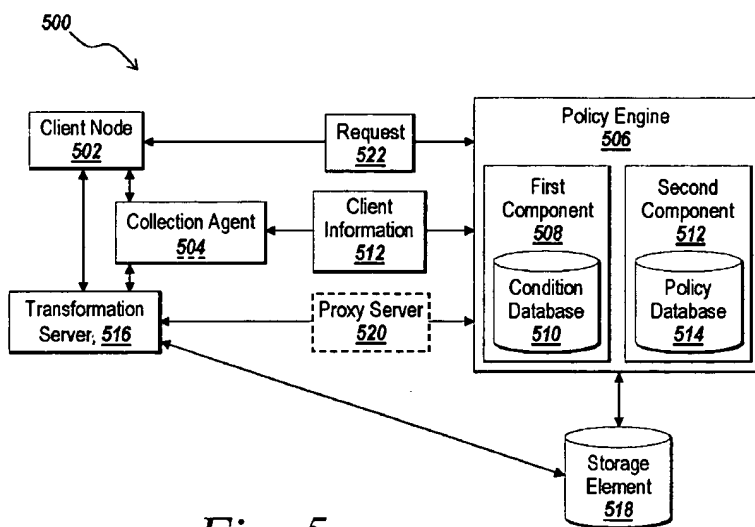 500
Client Node
502
Request
522
Policy Engine
506
Collection Agent
504
Client
Information
512
First
Component
508
Condition
Database
510
Second
Component
512
Policy
Database
514
Transformation
Server, 516
Proxy Server
520
Storage
Element
518
Fig. 5